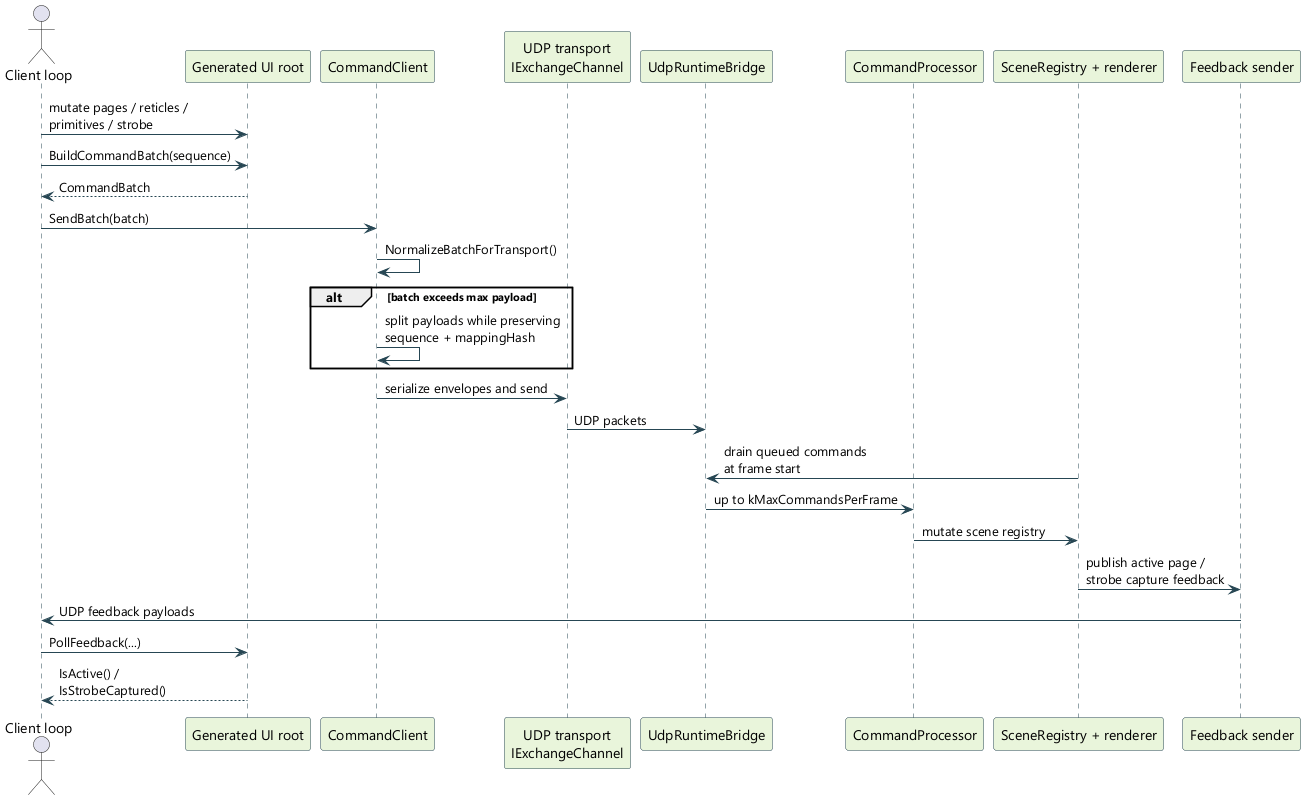 Client loop
Generated UI root
CommandClient
UDP transport
IExchangeChannel
UdpRuntimeBridge
CommandProcessor
SceneRegistry + renderer
Feedback sender
mutate pages / reticles /
primitives / strobe
BuildCommandBatch(sequence)
CommandBatch
SendBatch(batch)
NormalizeBatchForTransport()
alt
[batch exceeds max payload]
split payloads while preserving
sequence + mappingHash
serialize envelopes and send
UDP packets
drain queued commands
at frame start
up to kMaxCommandsPerFrame
mutate scene registry
publish active page /
strobe capture feedback
UDP feedback payloads
PollFeedback(...)
IsActive() /
IsStrobeCaptured()
Client loop
Generated UI root
CommandClient
UDP transport
IExchangeChannel
UdpRuntimeBridge
CommandProcessor
SceneRegistry + renderer
Feedback sender